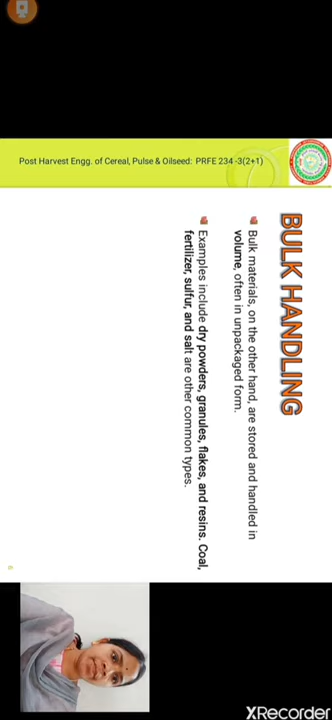 BULK HANDLING
Bulk materials, on the other hand, are stored and handled in
volume, often in unpackaged form.
Examples include dry powders, granules, flakes, and resins. Coal,
fertilizer, sulfur, and salt are other common types.
Post Harvest Engg. of Cereal, Pulse & Oilseed: PRFE 234 -3(2+1)
XRecorder